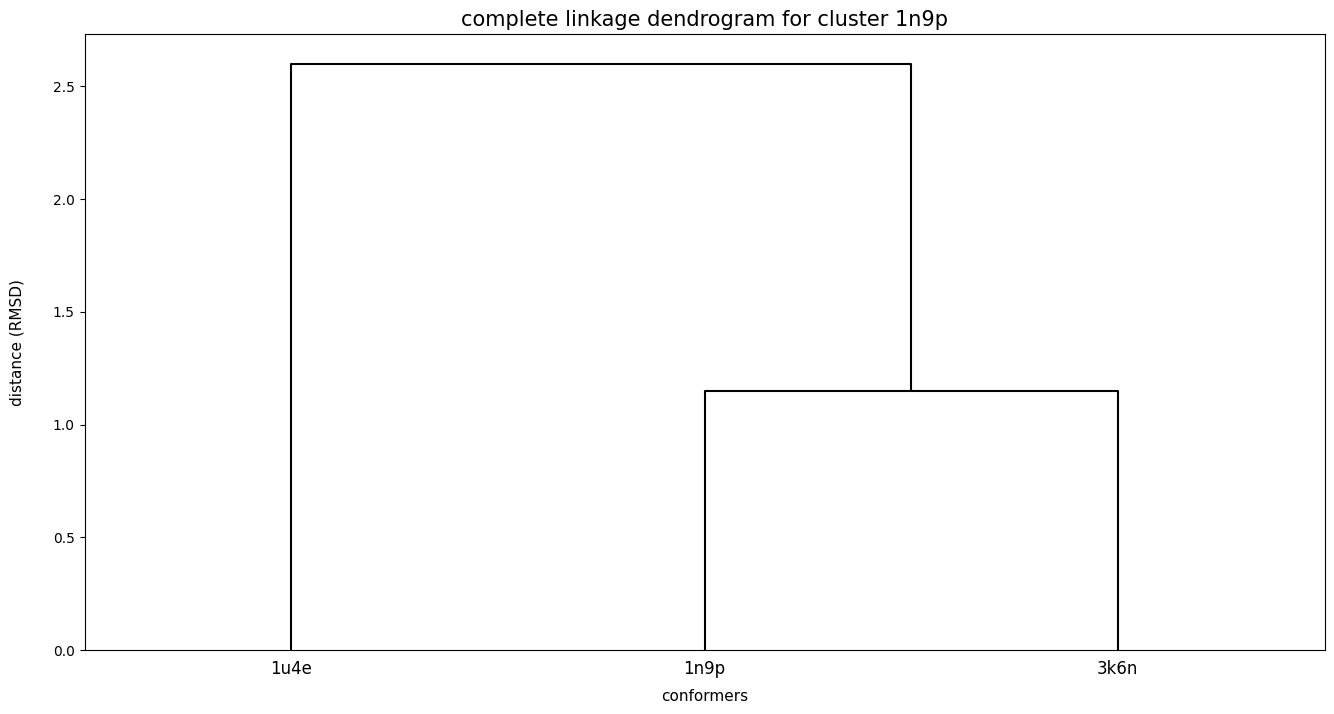 complete linkage dendrogram for cluster 1n9p
2.5
2.0
1.5
1.0
0.5
0.0
distance (RMSD)
1u4e 1n9p 3k6n
conformers